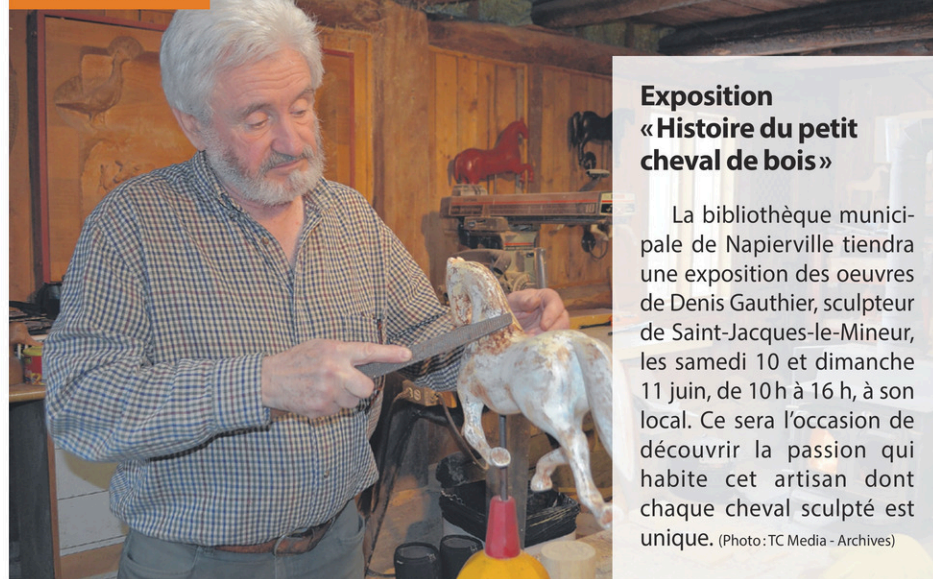 Exposition
«Histoire du petit
cheval de bois»
La bibliothèque munici-
pale de Napierville tiendra
une exposition des oeuvres
de Denis Gauthier, sculpteur
de Saint-Jacques-le-Mineur,
les samedi 10 et dimanche
11 juin, de 10h à 16 h, à son
local. Ce sera l’occasion de
découvrir la passion qui
habite cet artisan dont
chaque cheval sculpté est
unique. (Photo: TC Media - Archives)